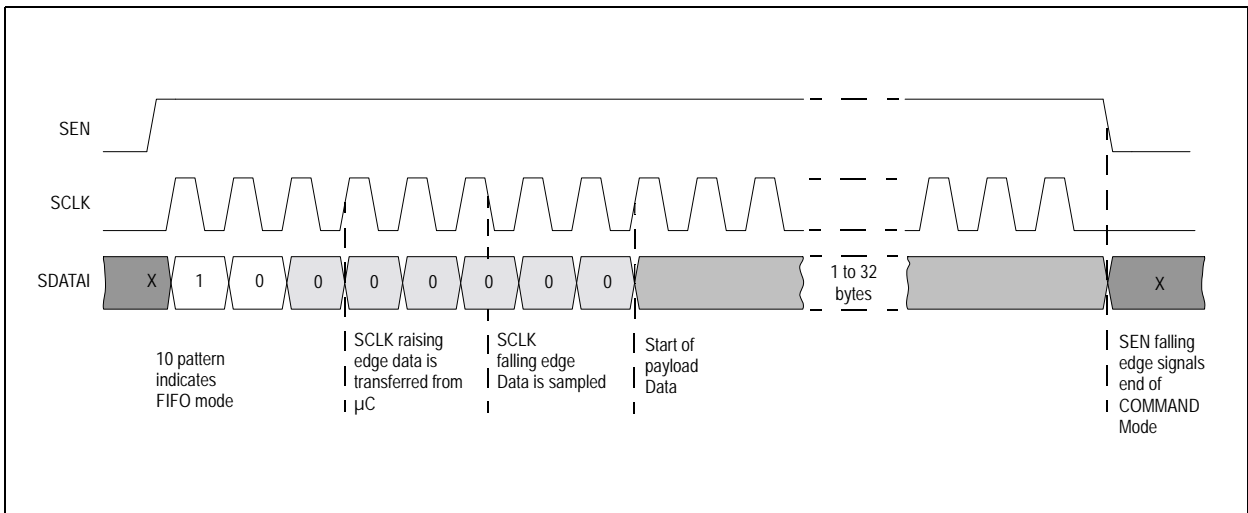 SEN
SCLK
SDATAI
X
1
0
0
0
0
0
0
0
1 to 32
bytes
X
10 pattern
indicates
FIFO mode
SCLK raising
edge data is
transferred from
µC
SCLK
falling edge
Data is sampled
Start of
payload
Data
SEN falling
edge signals
end of
COMMAND
Mode